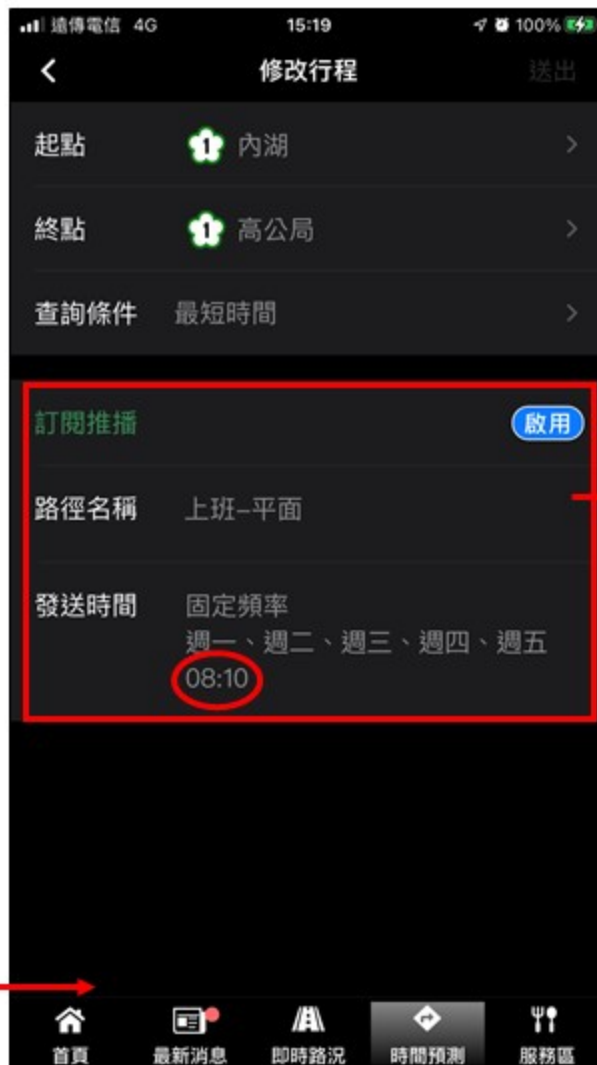 遠傳電信 4G 15:19 100%
修改行程 送出
起點 1 內湖
終點 1 高公局
查詢條件 最短時間
訂閱推播 啟用
路徑名稱 上班–平面
發送時間 固定頻率
週一、週二、週三、週四、週五
08:10
首頁 最新消息 即時路況 時間預測 服務區